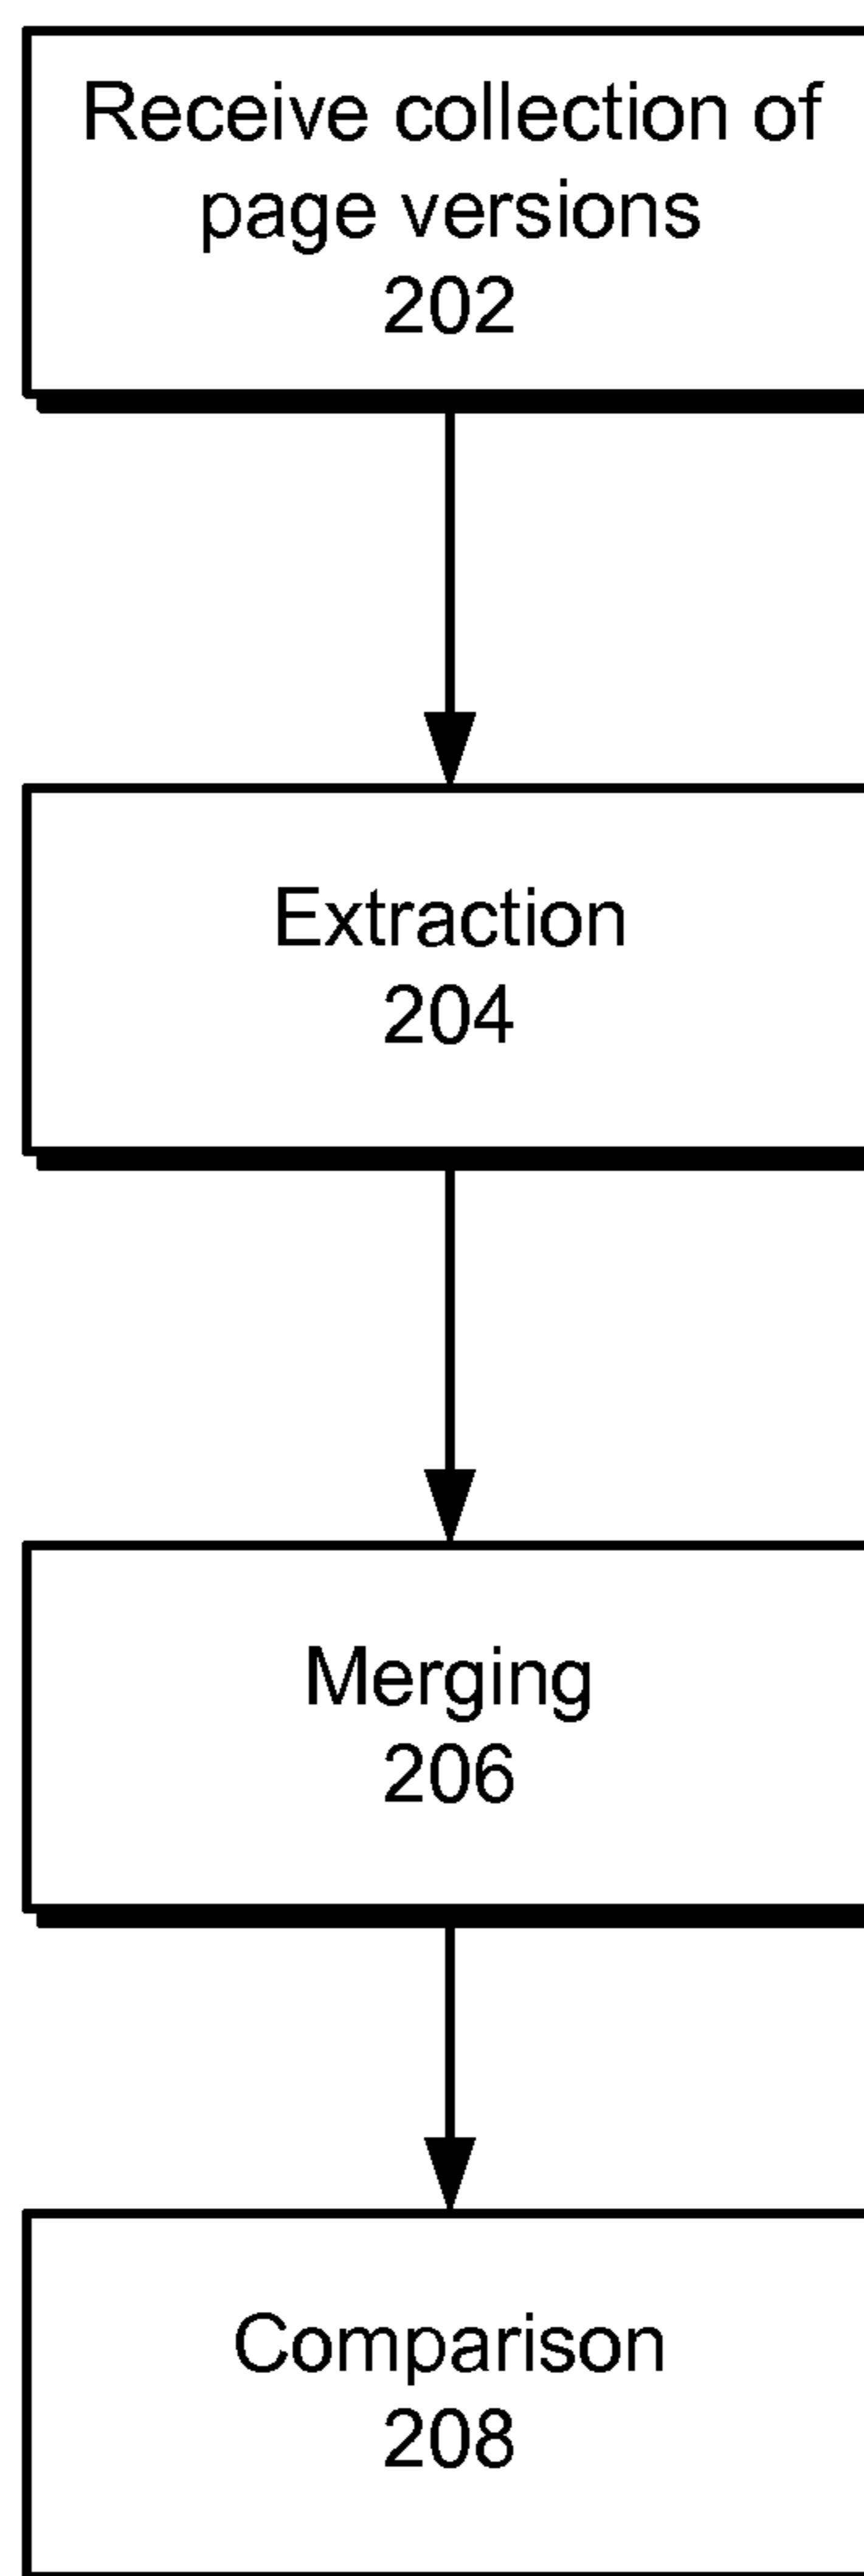 Receive collection of
page versions
202
Extraction
204
Merging
206
Comparison
208